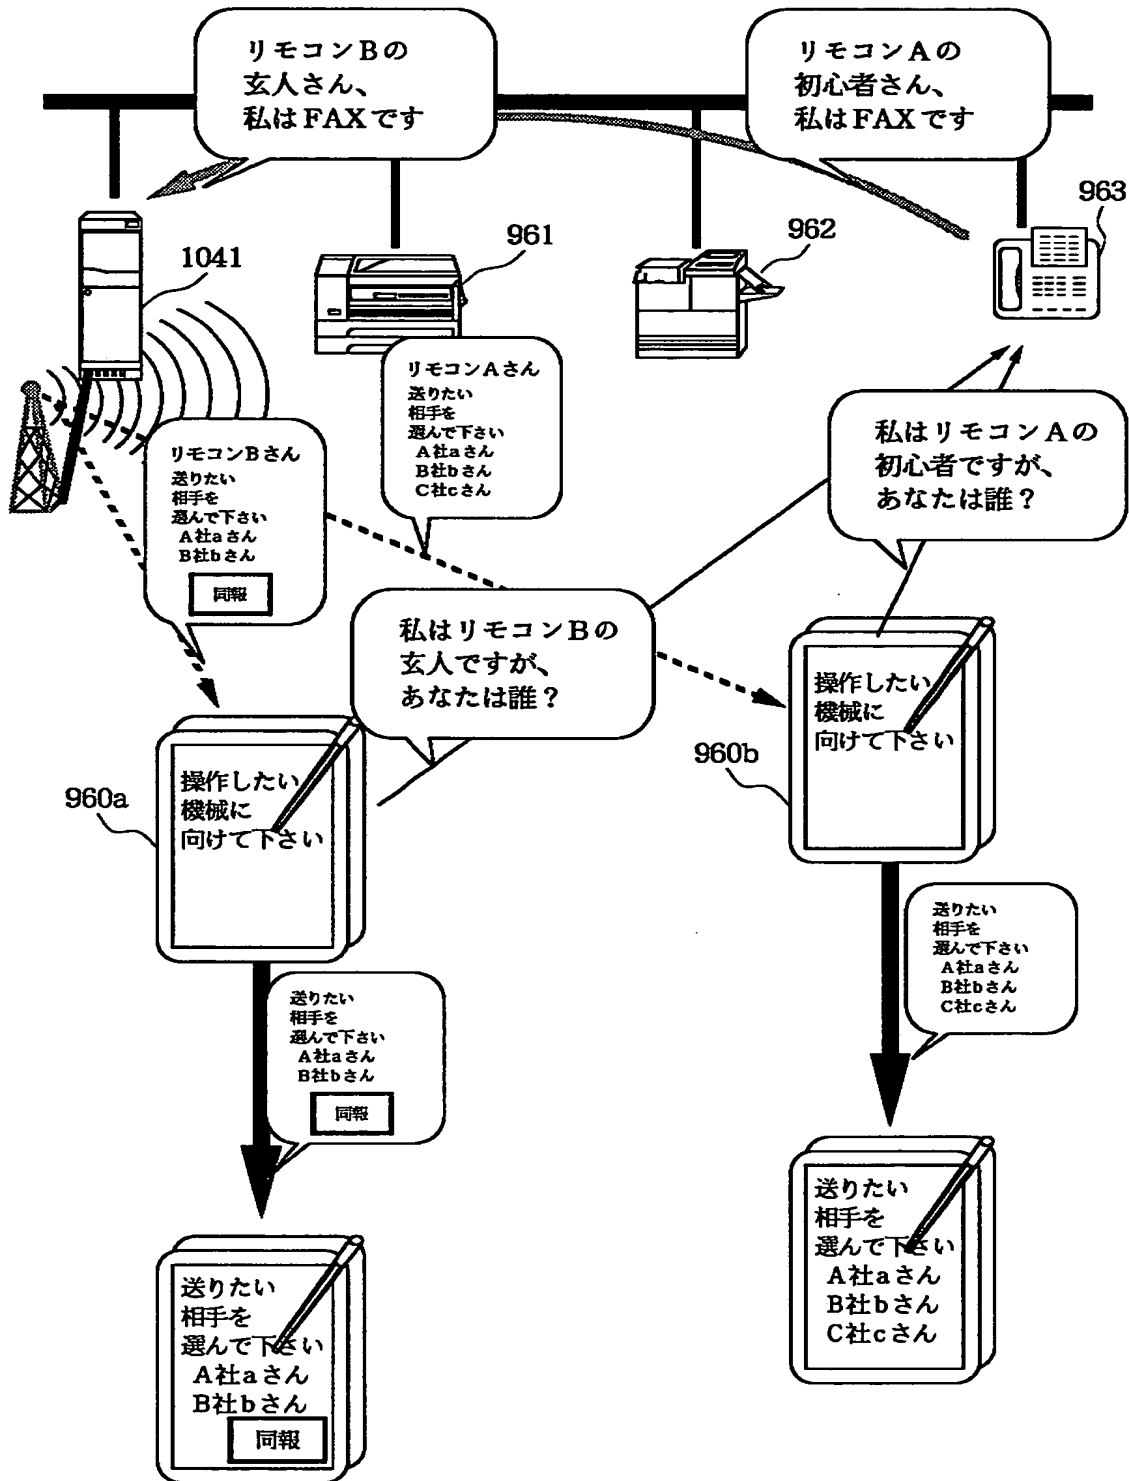 リモコンBの
玄人さん、
私はFAXです
リモコンAの
初心者さん、
私はFAXです
1041
961
962
963
リモコンAさん
送りたい
相手を
選んで下さい
A社aさん
B社bさん
C社cさん
リモコンBさん
送りたい
相手を
選んで下さい
A社aさん
B社bさん
同報
私はリモコンAの
初心者ですが、
あなたは誰？
私はリモコンBの
玄人ですが、
あなたは誰？
960a
操作したい
機械に
向けて下さい
960b
操作したい
機械に
向けて下さい
送りたい
相手を
選んで下さい
A社aさん
B社bさん
C社cさん
送りたい
相手を
選んで下さい
A社aさん
B社bさん
同報
送りたい
相手を
選んで下さい
A社aさん
B社bさん
C社cさん
送りたい
相手を
選んで下さい
A社aさん
B社bさん
同報